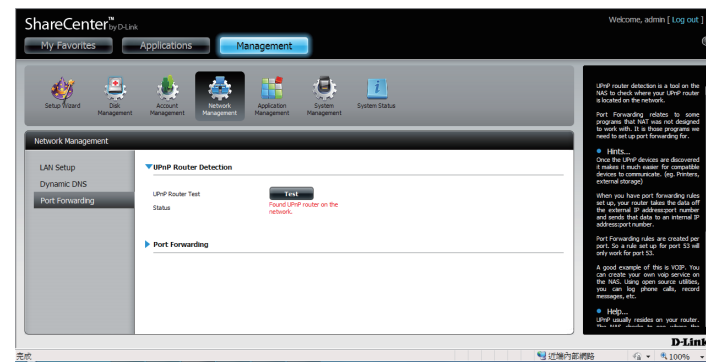 ShareCenter™ by D-Link
Welcome, admin [ Log out ]
My Favorites
Applications
Management
Setup Wizard
Disk Management
Account Management
Network Management
Application Management
System Management
System Status
Network Management
LAN Setup
Dynamic DNS
Port Forwarding
UPnP Router Detection
UPnP Router Test
Test
Status
Found UPnP router on the
network.
Port Forwarding
UPnP router detection is a tool on the
NAS to check where your UPnP router
is located on the network.
Port Forwarding relates to some
programs that NAT was not designed
to work with. It is those programs we
need to set up port forwarding for.
Hints...
Once the UPnP devices are discovered
it makes it much easier for compatible
devices to communicate. (eg. Printers,
external storage)
When you have port forwarding rules
set up, your router takes the data off
the external IP address:port number
and sends that data to an internal IP
address:port number.
Port Forwarding rules are created per
port. So a rule set up for port 53 will
only work for port 53.
A good example of this is VOIP. You
can create your own voip service on
the NAS. Using open source utilities,
you can log phone calls, record
messages, etc.
Help...
UPnP usually resides on your router.
D-Link
完成
近端內部網路
100%